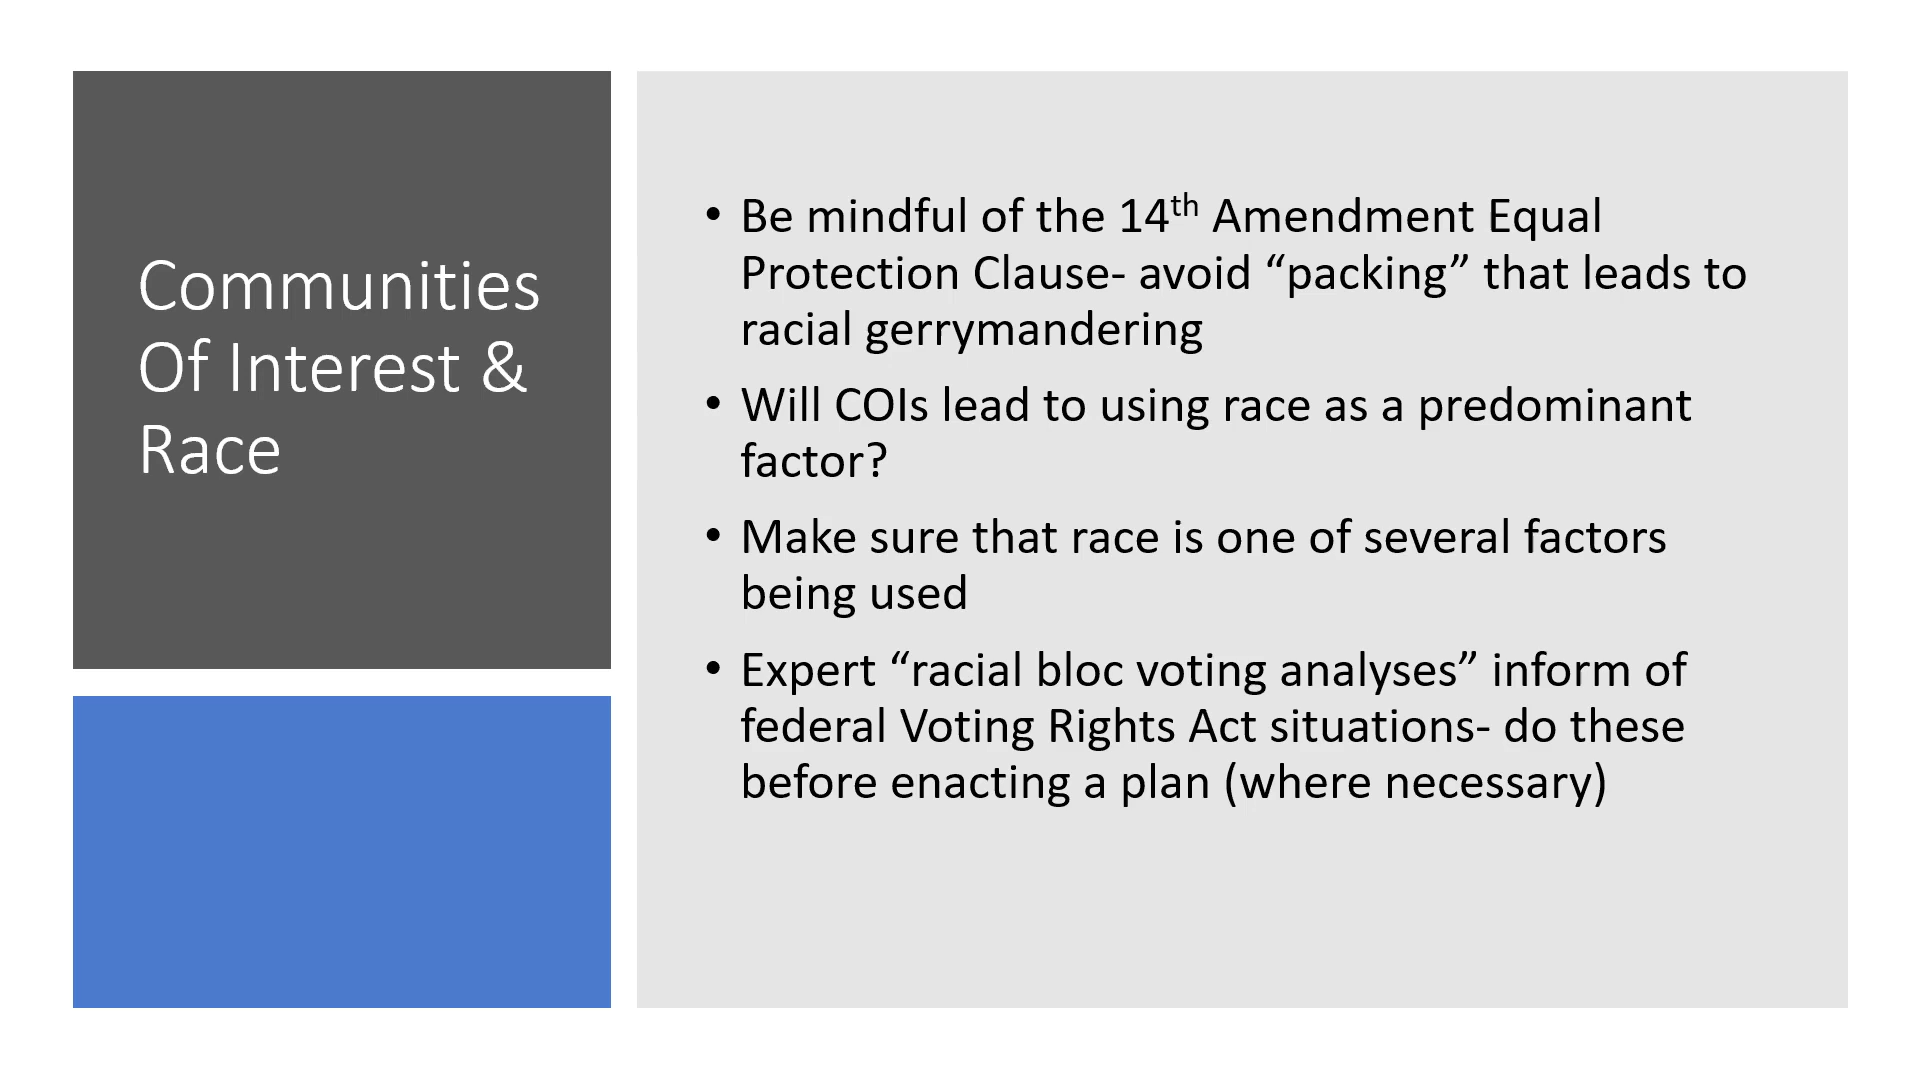 Communities
Of Interest &
Race
• Be mindful of the 14th Amendment Equal
Protection Clause- avoid “packing” that leads to
racial gerrymandering
• Will COIs lead to using race as a predominant
factor?
• Make sure that race is one of several factors
being used
• Expert “racial bloc voting analyses” inform of
federal Voting Rights Act situations- do these
before enacting a plan (where necessary)